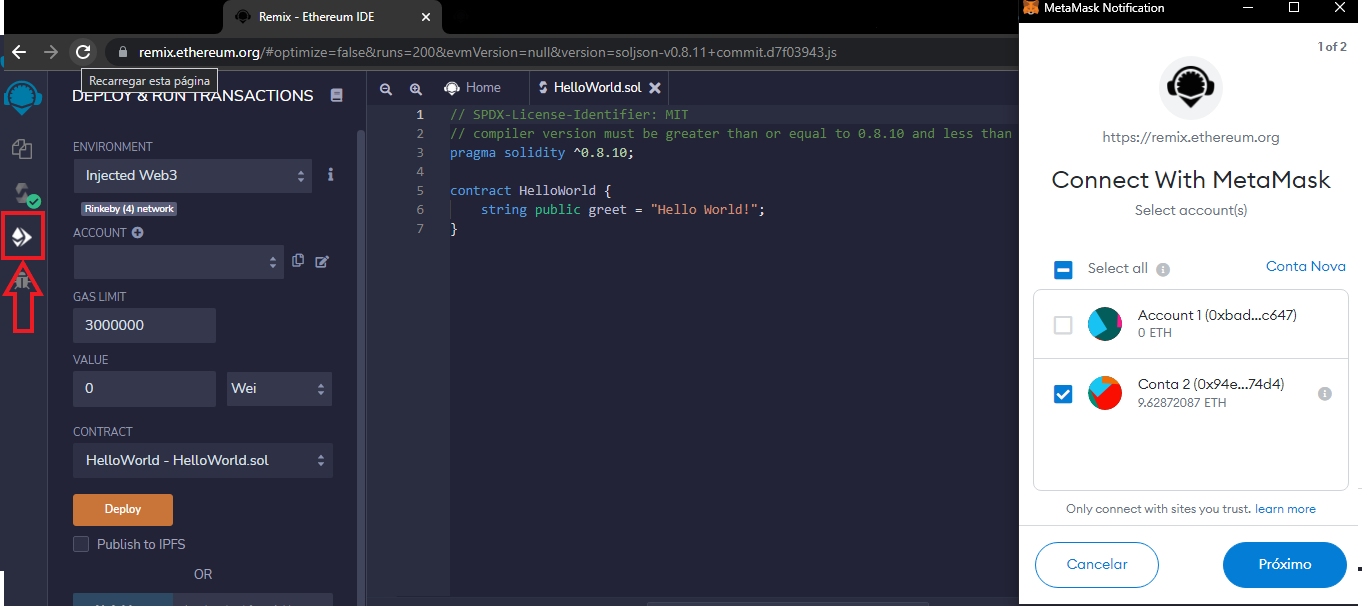 Remix - Ethereum IDE
remix.ethereum.org/#optimize=false&runs=200&evmVersion=null&version=soljson-v0.8.11+commit.d7f03943.js
Recarregar esta página
DEPLOY & RUN TRANSACTIONS
ENVIRONMENT
Injected Web3
Rinkeby (4) network
ACCOUNT
GAS LIMIT
3000000
VALUE
0
Wei
CONTRACT
HelloWorld - HelloWorld.sol
Deploy
Publish to IPFS
OR
Home
HelloWorld.sol
1 // SPDX-License-Identifier: MIT
2 // compiler version must be greater than or equal to 0.8.10 and less than
3 pragma solidity ^0.8.10;
4
5 contract HelloWorld {
6 string public greet = "Hello World!";
7 }
MetaMask Notification
1 of 2
https://remix.ethereum.org
Connect With MetaMask
Select account(s)
Select all
Conta Nova
Account 1 (0xbad...c647)
0 ETH
Conta 2 (0x94e...74d4)
9.62872087 ETH
Only connect with sites you trust. learn more
Cancelar
Próximo